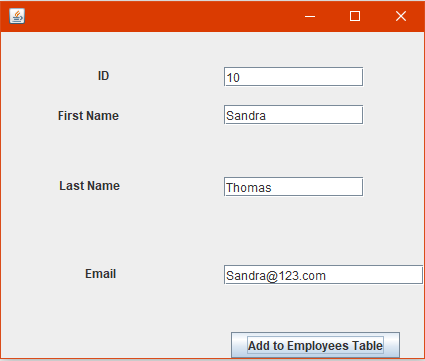 ID 10
First Name Sandra
Last Name Thomas
Email Sandra@123.com
Add to Employees Table